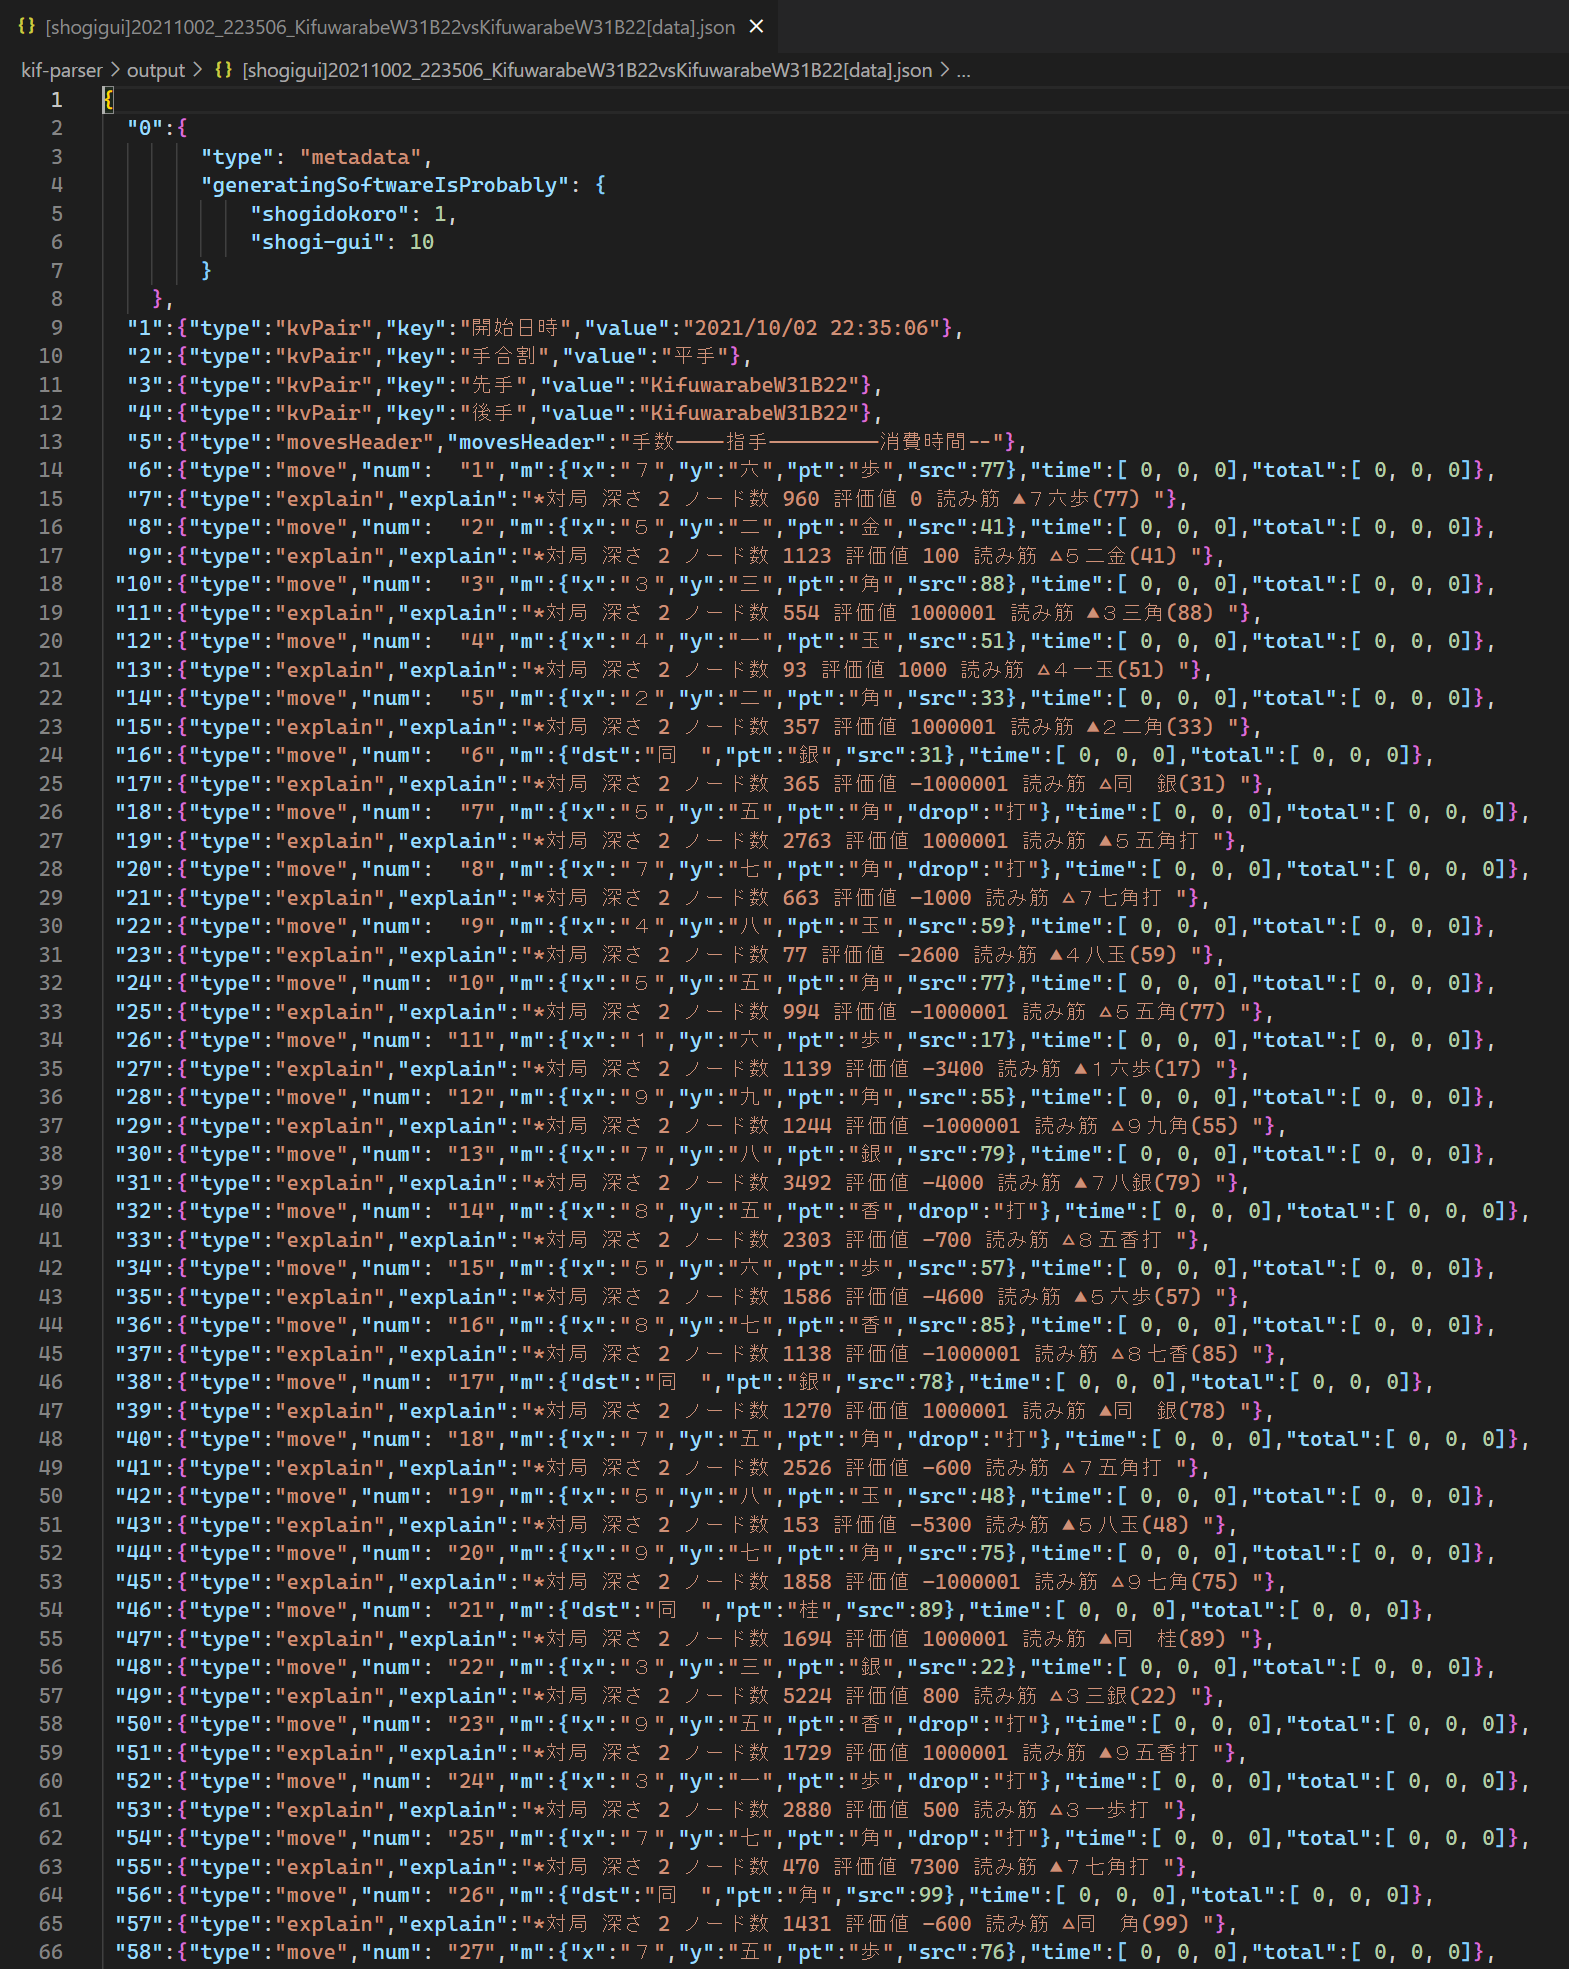 {} [shogigui]20211002_223506_KifuwarabeW31B22vsKifuwarabeW31B22[data].json ×
kif-parser > output > {} [shogigui]20211002_223506_KifuwarabeW31B22vsKifuwarabeW31B22[data].json > ...
1 {
2 "0":{
3 "type": "metadata",
4 "generatingSoftwareIsProbably": {
5 "shogidokoro": 1,
6 "shogi-gui": 10
7 }
8 },
9 "1":{"type":"kvPair","key":"開始日時","value":"2021/10/02 22:35:06"},
10 "2":{"type":"kvPair","key":"手合割","value":"平手"},
11 "3":{"type":"kvPair","key":"先手","value":"KifuwarabeW31B22"},
12 "4":{"type":"kvPair","key":"後手","value":"KifuwarabeW31B22"},
13 "5":{"type":"movesHeader","movesHeader":"手数----指手---------消費時間--"},
14 "6":{"type":"move","num":  "1","m":{"x":"７","y":"六","pt":"歩","src":77},"time":[ 0, 0, 0],"total":[ 0, 0, 0]},
15 "7":{"type":"explain","explain":"*対局 深さ 2 ノード数 960 評価値 0 読み筋 ▲７六歩(77) "},
16 "8":{"type":"move","num":  "2","m":{"x":"５","y":"二","pt":"金","src":41},"time":[ 0, 0, 0],"total":[ 0, 0, 0]},
17 "9":{"type":"explain","explain":"*対局 深さ 2 ノード数 1123 評価値 100 読み筋 △５二金(41) "},
18 "10":{"type":"move","num":  "3","m":{"x":"３","y":"三","pt":"角","src":88},"time":[ 0, 0, 0],"total":[ 0, 0, 0]},
19 "11":{"type":"explain","explain":"*対局 深さ 2 ノード数 554 評価値 1000001 読み筋 ▲３三角(88) "},
20 "12":{"type":"move","num":  "4","m":{"x":"４","y":"一","pt":"玉","src":51},"time":[ 0, 0, 0],"total":[ 0, 0, 0]},
21 "13":{"type":"explain","explain":"*対局 深さ 2 ノード数 93 評価値 1000 読み筋 △４一玉(51) "},
22 "14":{"type":"move","num":  "5","m":{"x":"２","y":"二","pt":"角","src":33},"time":[ 0, 0, 0],"total":[ 0, 0, 0]},
23 "15":{"type":"explain","explain":"*対局 深さ 2 ノード数 357 評価値 1000001 読み筋 ▲２二角(33) "},
24 "16":{"type":"move","num":  "6","m":{"dst":"同　","pt":"銀","src":31},"time":[ 0, 0, 0],"total":[ 0, 0, 0]},
25 "17":{"type":"explain","explain":"*対局 深さ 2 ノード数 365 評価値 -1000001 読み筋 △同　銀(31) "},
26 "18":{"type":"move","num":  "7","m":{"x":"５","y":"五","pt":"角","drop":"打"},"time":[ 0, 0, 0],"total":[ 0, 0, 0]},
27 "19":{"type":"explain","explain":"*対局 深さ 2 ノード数 2763 評価値 1000001 読み筋 ▲５五角打 "},
28 "20":{"type":"move","num":  "8","m":{"x":"７","y":"七","pt":"角","drop":"打"},"time":[ 0, 0, 0],"total":[ 0, 0, 0]},
29 "21":{"type":"explain","explain":"*対局 深さ 2 ノード数 663 評価値 -1000 読み筋 △７七角打 "},
30 "22":{"type":"move","num":  "9","m":{"x":"４","y":"八","pt":"玉","src":59},"time":[ 0, 0, 0],"total":[ 0, 0, 0]},
31 "23":{"type":"explain","explain":"*対局 深さ 2 ノード数 77 評価値 -2600 読み筋 ▲４八玉(59) "},
32 "24":{"type":"move","num": "10","m":{"x":"５","y":"五","pt":"角","src":77},"time":[ 0, 0, 0],"total":[ 0, 0, 0]},
33 "25":{"type":"explain","explain":"*対局 深さ 2 ノード数 994 評価値 -1000001 読み筋 △５五角(77) "},
34 "26":{"type":"move","num": "11","m":{"x":"１","y":"六","pt":"歩","src":17},"time":[ 0, 0, 0],"total":[ 0, 0, 0]},
35 "27":{"type":"explain","explain":"*対局 深さ 2 ノード数 1139 評価値 -3400 読み筋 ▲１六歩(17) "},
36 "28":{"type":"move","num": "12","m":{"x":"９","y":"九","pt":"角","src":55},"time":[ 0, 0, 0],"total":[ 0, 0, 0]},
37 "29":{"type":"explain","explain":"*対局 深さ 2 ノード数 1244 評価値 -1000001 読み筋 △９九角(55) "},
38 "30":{"type":"move","num": "13","m":{"x":"７","y":"八","pt":"銀","src":79},"time":[ 0, 0, 0],"total":[ 0, 0, 0]},
39 "31":{"type":"explain","explain":"*対局 深さ 2 ノード数 3492 評価値 -4000 読み筋 ▲７八銀(79) "},
40 "32":{"type":"move","num": "14","m":{"x":"８","y":"五","pt":"香","drop":"打"},"time":[ 0, 0, 0],"total":[ 0, 0, 0]},
41 "33":{"type":"explain","explain":"*対局 深さ 2 ノード数 2303 評価値 -700 読み筋 △８五香打 "},
42 "34":{"type":"move","num": "15","m":{"x":"５","y":"六","pt":"歩","src":57},"time":[ 0, 0, 0],"total":[ 0, 0, 0]},
43 "35":{"type":"explain","explain":"*対局 深さ 2 ノード数 1586 評価値 -4600 読み筋 ▲５六歩(57) "},
44 "36":{"type":"move","num": "16","m":{"x":"８","y":"七","pt":"香","src":85},"time":[ 0, 0, 0],"total":[ 0, 0, 0]},
45 "37":{"type":"explain","explain":"*対局 深さ 2 ノード数 1138 評価値 -1000001 読み筋 △８七香(85) "},
46 "38":{"type":"move","num": "17","m":{"dst":"同　","pt":"銀","src":78},"time":[ 0, 0, 0],"total":[ 0, 0, 0]},
47 "39":{"type":"explain","explain":"*対局 深さ 2 ノード数 1270 評価値 1000001 読み筋 ▲同　銀(78) "},
48 "40":{"type":"move","num": "18","m":{"x":"７","y":"五","pt":"角","drop":"打"},"time":[ 0, 0, 0],"total":[ 0, 0, 0]},
49 "41":{"type":"explain","explain":"*対局 深さ 2 ノード数 2526 評価値 -600 読み筋 △７五角打 "},
50 "42":{"type":"move","num": "19","m":{"x":"５","y":"八","pt":"玉","src":48},"time":[ 0, 0, 0],"total":[ 0, 0, 0]},
51 "43":{"type":"explain","explain":"*対局 深さ 2 ノード数 153 評価値 -5300 読み筋 ▲５八玉(48) "},
52 "44":{"type":"move","num": "20","m":{"x":"９","y":"七","pt":"角","src":75},"time":[ 0, 0, 0],"total":[ 0, 0, 0]},
53 "45":{"type":"explain","explain":"*対局 深さ 2 ノード数 1858 評価値 -1000001 読み筋 △９七角(75) "},
54 "46":{"type":"move","num": "21","m":{"dst":"同　","pt":"桂","src":89},"time":[ 0, 0, 0],"total":[ 0, 0, 0]},
55 "47":{"type":"explain","explain":"*対局 深さ 2 ノード数 1694 評価値 1000001 読み筋 ▲同　桂(89) "},
56 "48":{"type":"move","num": "22","m":{"x":"３","y":"三","pt":"銀","src":22},"time":[ 0, 0, 0],"total":[ 0, 0, 0]},
57 "49":{"type":"explain","explain":"*対局 深さ 2 ノード数 5224 評価値 800 読み筋 △３三銀(22) "},
58 "50":{"type":"move","num": "23","m":{"x":"９","y":"五","pt":"香","drop":"打"},"time":[ 0, 0, 0],"total":[ 0, 0, 0]},
59 "51":{"type":"explain","explain":"*対局 深さ 2 ノード数 1729 評価値 1000001 読み筋 ▲９五香打 "},
60 "52":{"type":"move","num": "24","m":{"x":"３","y":"一","pt":"歩","drop":"打"},"time":[ 0, 0, 0],"total":[ 0, 0, 0]},
61 "53":{"type":"explain","explain":"*対局 深さ 2 ノード数 2880 評価値 500 読み筋 △３一歩打 "},
62 "54":{"type":"move","num": "25","m":{"x":"７","y":"七","pt":"角","drop":"打"},"time":[ 0, 0, 0],"total":[ 0, 0, 0]},
63 "55":{"type":"explain","explain":"*対局 深さ 2 ノード数 470 評価値 7300 読み筋 ▲７七角打 "},
64 "56":{"type":"move","num": "26","m":{"dst":"同　","pt":"角","src":99},"time":[ 0, 0, 0],"total":[ 0, 0, 0]},
65 "57":{"type":"explain","explain":"*対局 深さ 2 ノード数 1431 評価値 -600 読み筋 △同　角(99) "},
66 "58":{"type":"move","num": "27","m":{"x":"７","y":"五","pt":"歩","src":76},"time":[ 0, 0, 0],"total":[ 0, 0, 0]},